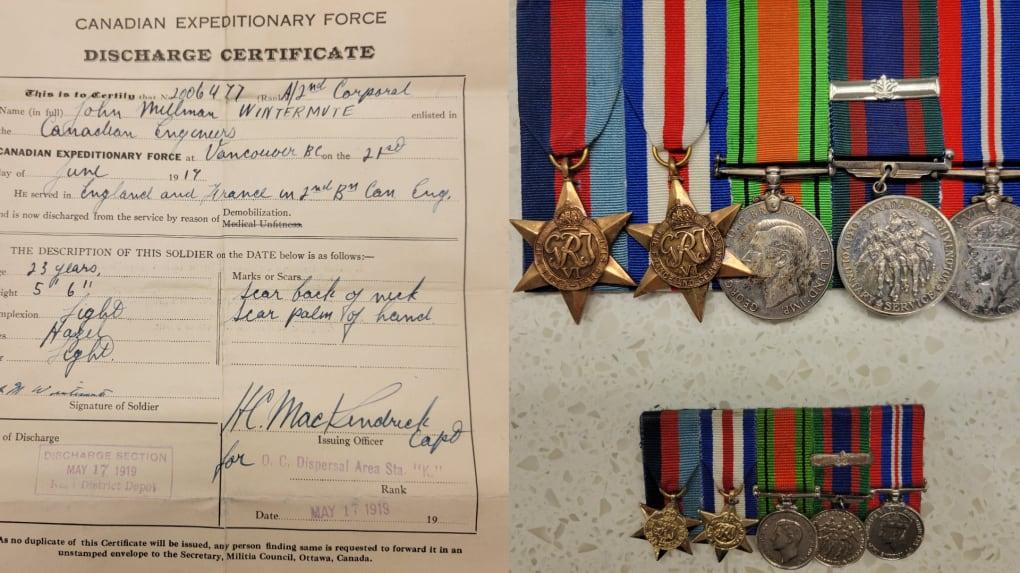 CANADIAN EXPEDITIONARY FORCE
DISCHARGE CERTIFICATE
This is to Certify that No 2006477 (Rank) A/2nd Corporal
Name (in full) John Millman WINTERMUTE enlisted in
the Canadian Engineers
CANADIAN EXPEDITIONARY FORCE at Vancouver BC on the 21st
day of June 1917
HE served in England and France in 2nd Bn Can Eng.
and is now discharged from the service by reason of Demobilization.
Medical Unfitness.
THE DESCRIPTION OF THIS SOLDIER on the DATE below is as follows:—
23 years,
5' 6"
Light
Hazel
Light
Marks or Scars
Scar back of neck
Scar palm of hand
Signature of Soldier
H.C. MacKendrick Capt
Issuing Officer
for O. C. Dispersal Area Sta. "K."
Rank
Date MAY 17 1919 19
of Discharge
DISCHARGE SECTION
MAY 17 1919
District Depot
As no duplicate of this Certificate will be issued, any person finding same is requested to forward it in an
unstamped envelope to the Secretary, Militia Council, Ottawa, Canada.
GRI
VI
GRI
VI